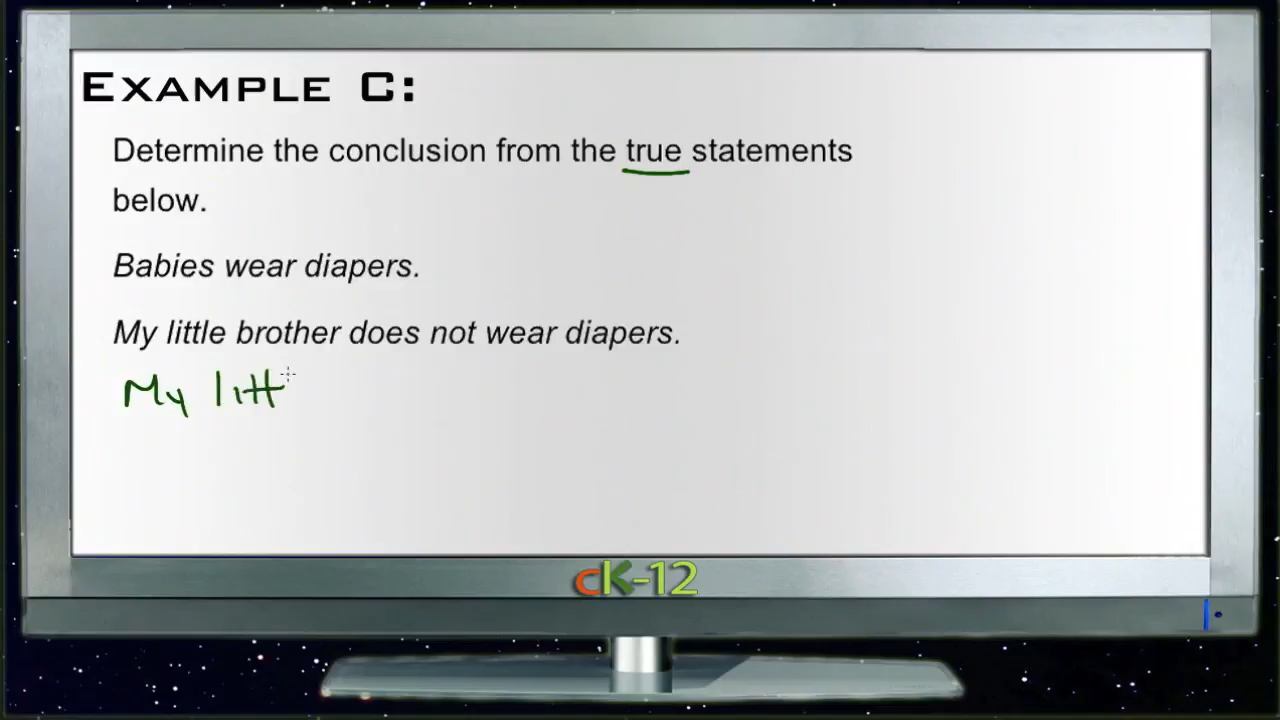 EXAMPLE C:
Determine the conclusion from the true statements
below.
Babies wear diapers.
My little brother does not wear diapers.
My litt
cK-12